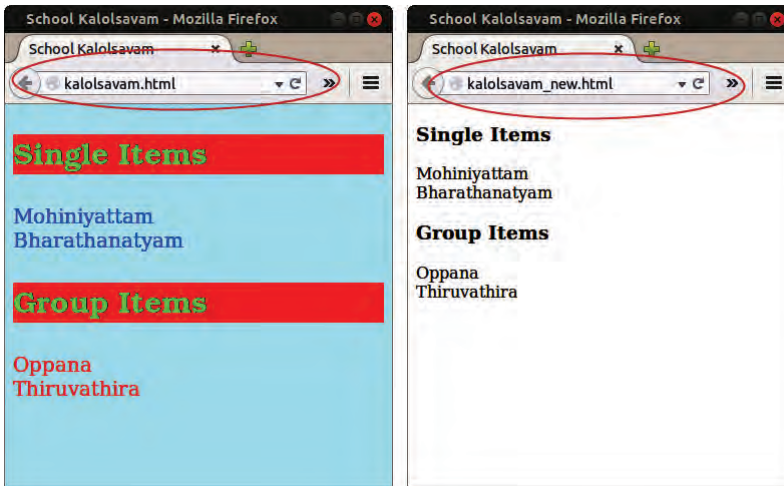 School Kalolsavam - Mozilla Firefox
School Kalolsavam
kalolsavam.html
Single Items
Mohiniyattam
Bharathanatyam
Group Items
Oppana
Thiruvathira
School Kalolsavam - Mozilla Firefox
School Kalolsavam
kalolsavam_new.html
Single Items
Mohiniyattam
Bharathanatyam
Group Items
Oppana
Thiruvathira